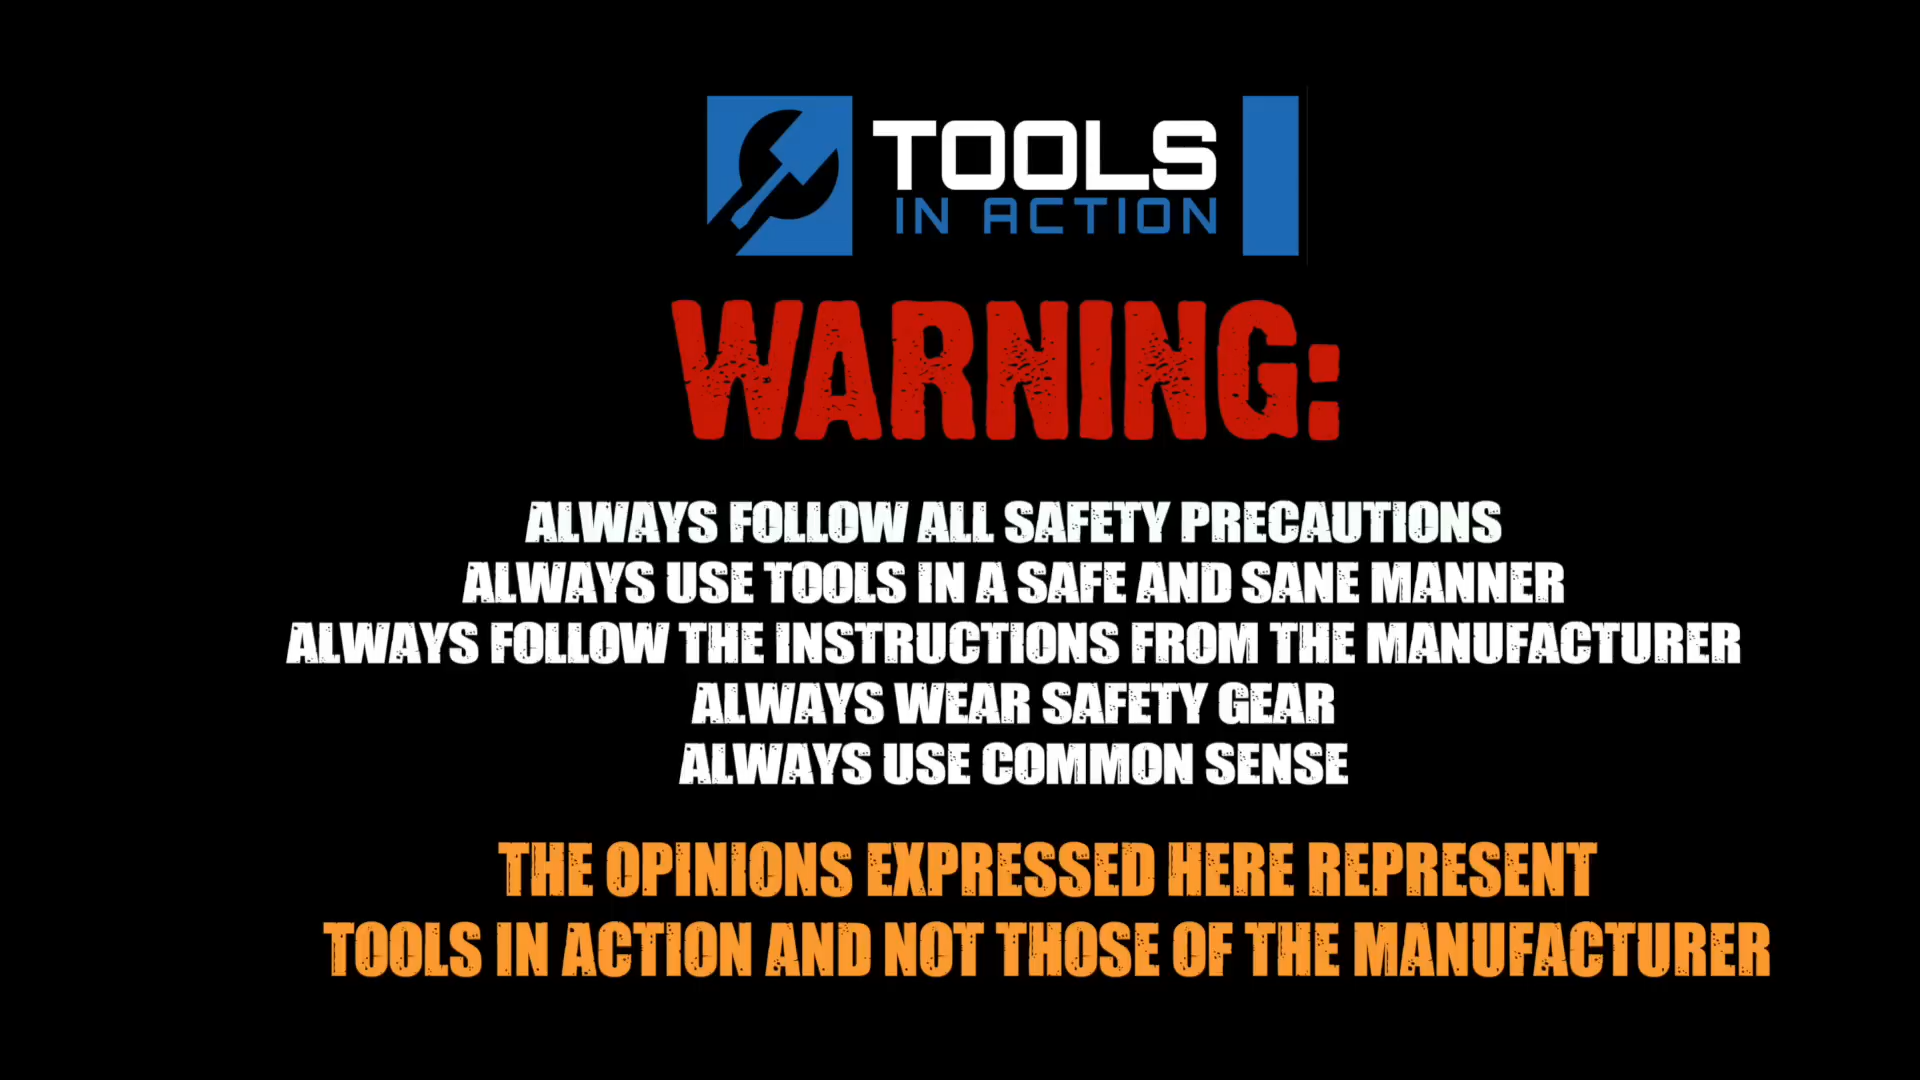 TOOLS
IN ACTION
WARNING:
ALWAYS FOLLOW ALL SAFETY PRECAUTIONS
ALWAYS USE TOOLS IN A SAFE AND SANE MANNER
ALWAYS FOLLOW THE INSTRUCTIONS FROM THE MANUFACTURER
ALWAYS WEAR SAFETY GEAR
ALWAYS USE COMMON SENSE
THE OPINIONS EXPRESSED HERE REPRESENT
TOOLS IN ACTION AND NOT THOSE OF THE MANUFACTURER